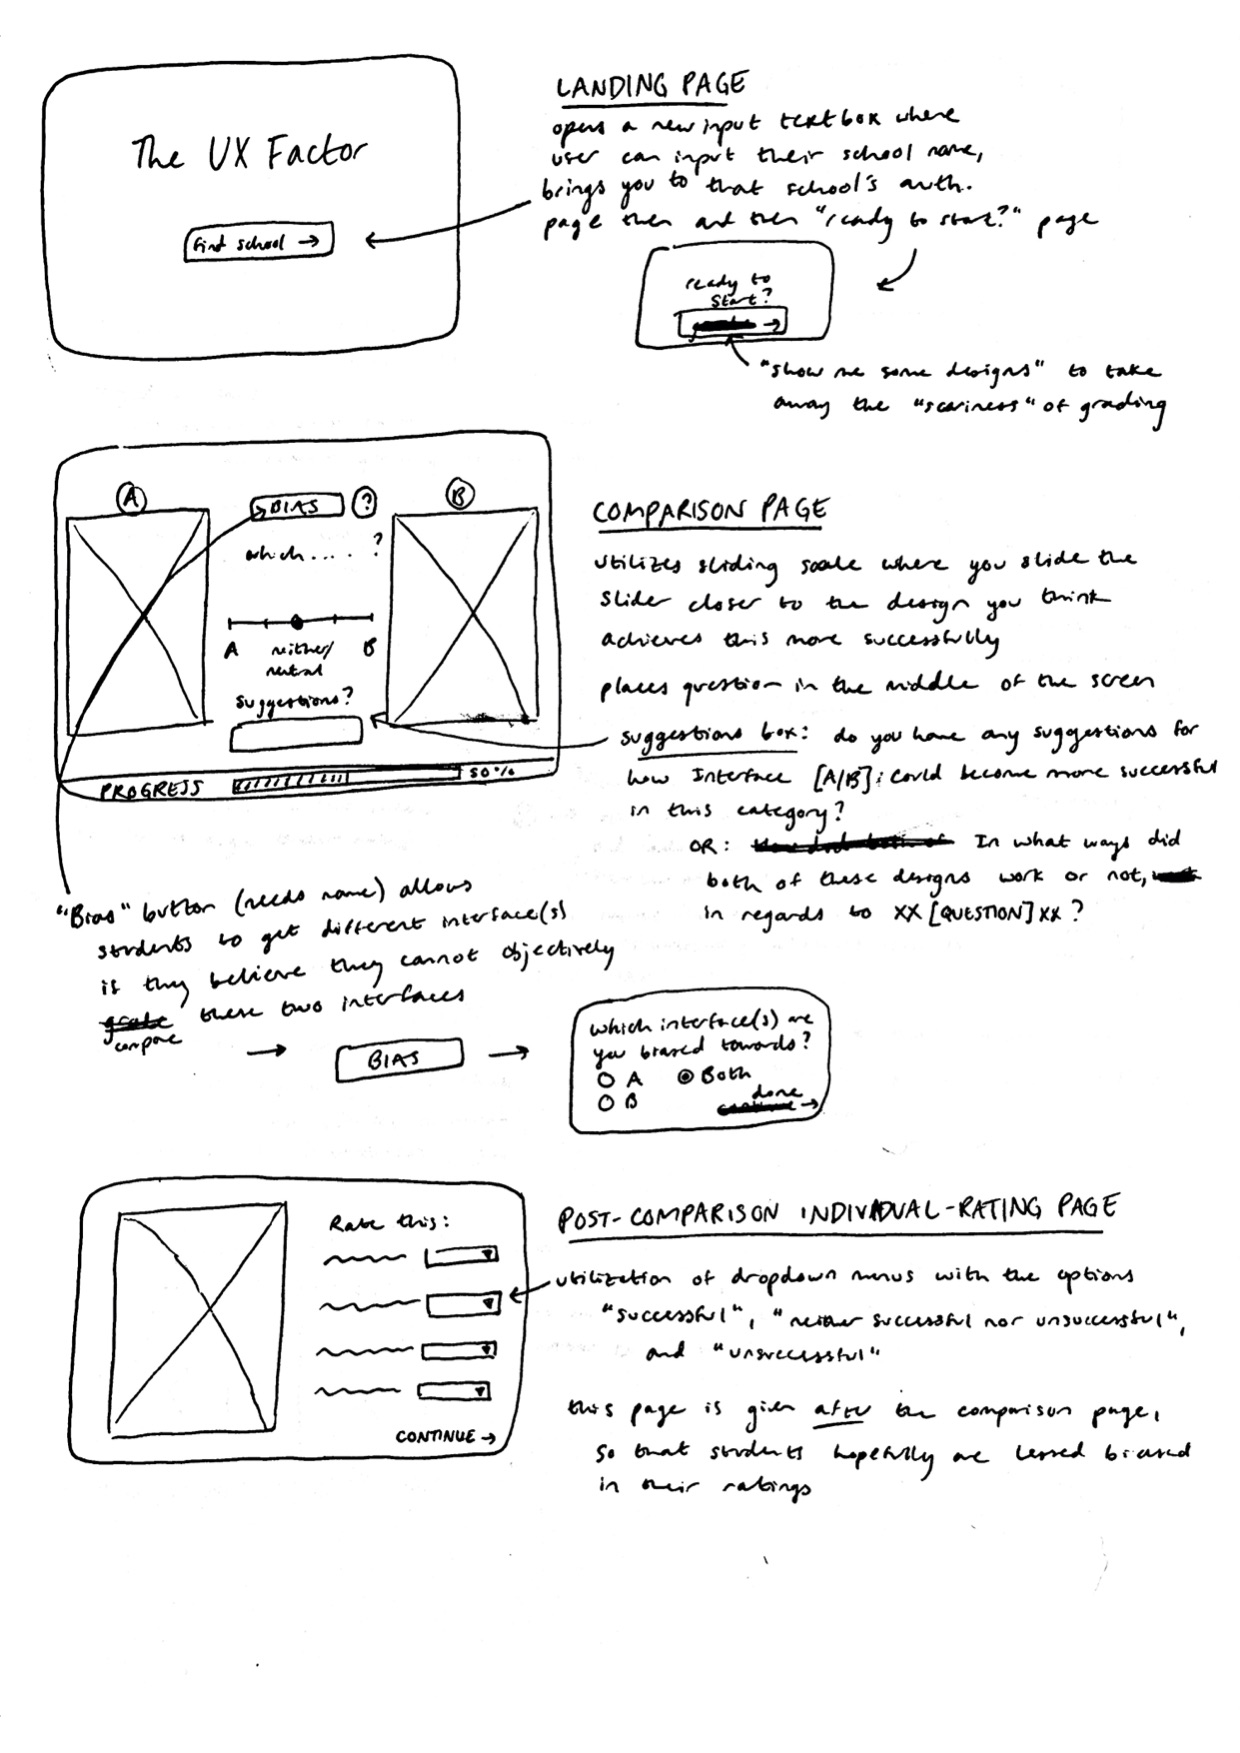 The UX Factor
find school →
LANDING PAGE
opens a new input textbox where
user can input their school name,
brings you to that school's auth.
page then and then "ready to start?" page
ready to
start?
→
"show me some designs" to take
away the "scariness" of grading
A
BIAS
?
B
which .... ?
A
neither/
neutral
B
suggestions?
PROGRESS
50%
COMPARISON PAGE
utilizes sliding scale where you slide the
slider closer to the design you think
achieves this more successfully
places question in the middle of the screen
suggestions box: do you have any suggestions for
how Interface [A/B]; could become more successful
in this category?
OR: In what ways did
both of these designs work or not,
in regards to XX [QUESTION] XX?
"Bias" button (needs name) allows
students to get different interface(s)
is they believe they cannot objectively
grade these two interfaces
compare
→ BIAS →
which interface(s) are
you biased towards?
A Both
B
done
continue →
Rate this:
CONTINUE →
POST-COMPARISON INDIVIDUAL-RATING PAGE
utilization of dropdown menus with the options
"successful", "neither successful nor unsuccessful",
and "unsuccessful"
this page is given after the comparison page,
so that students hopefully are lessed biased
in their ratings